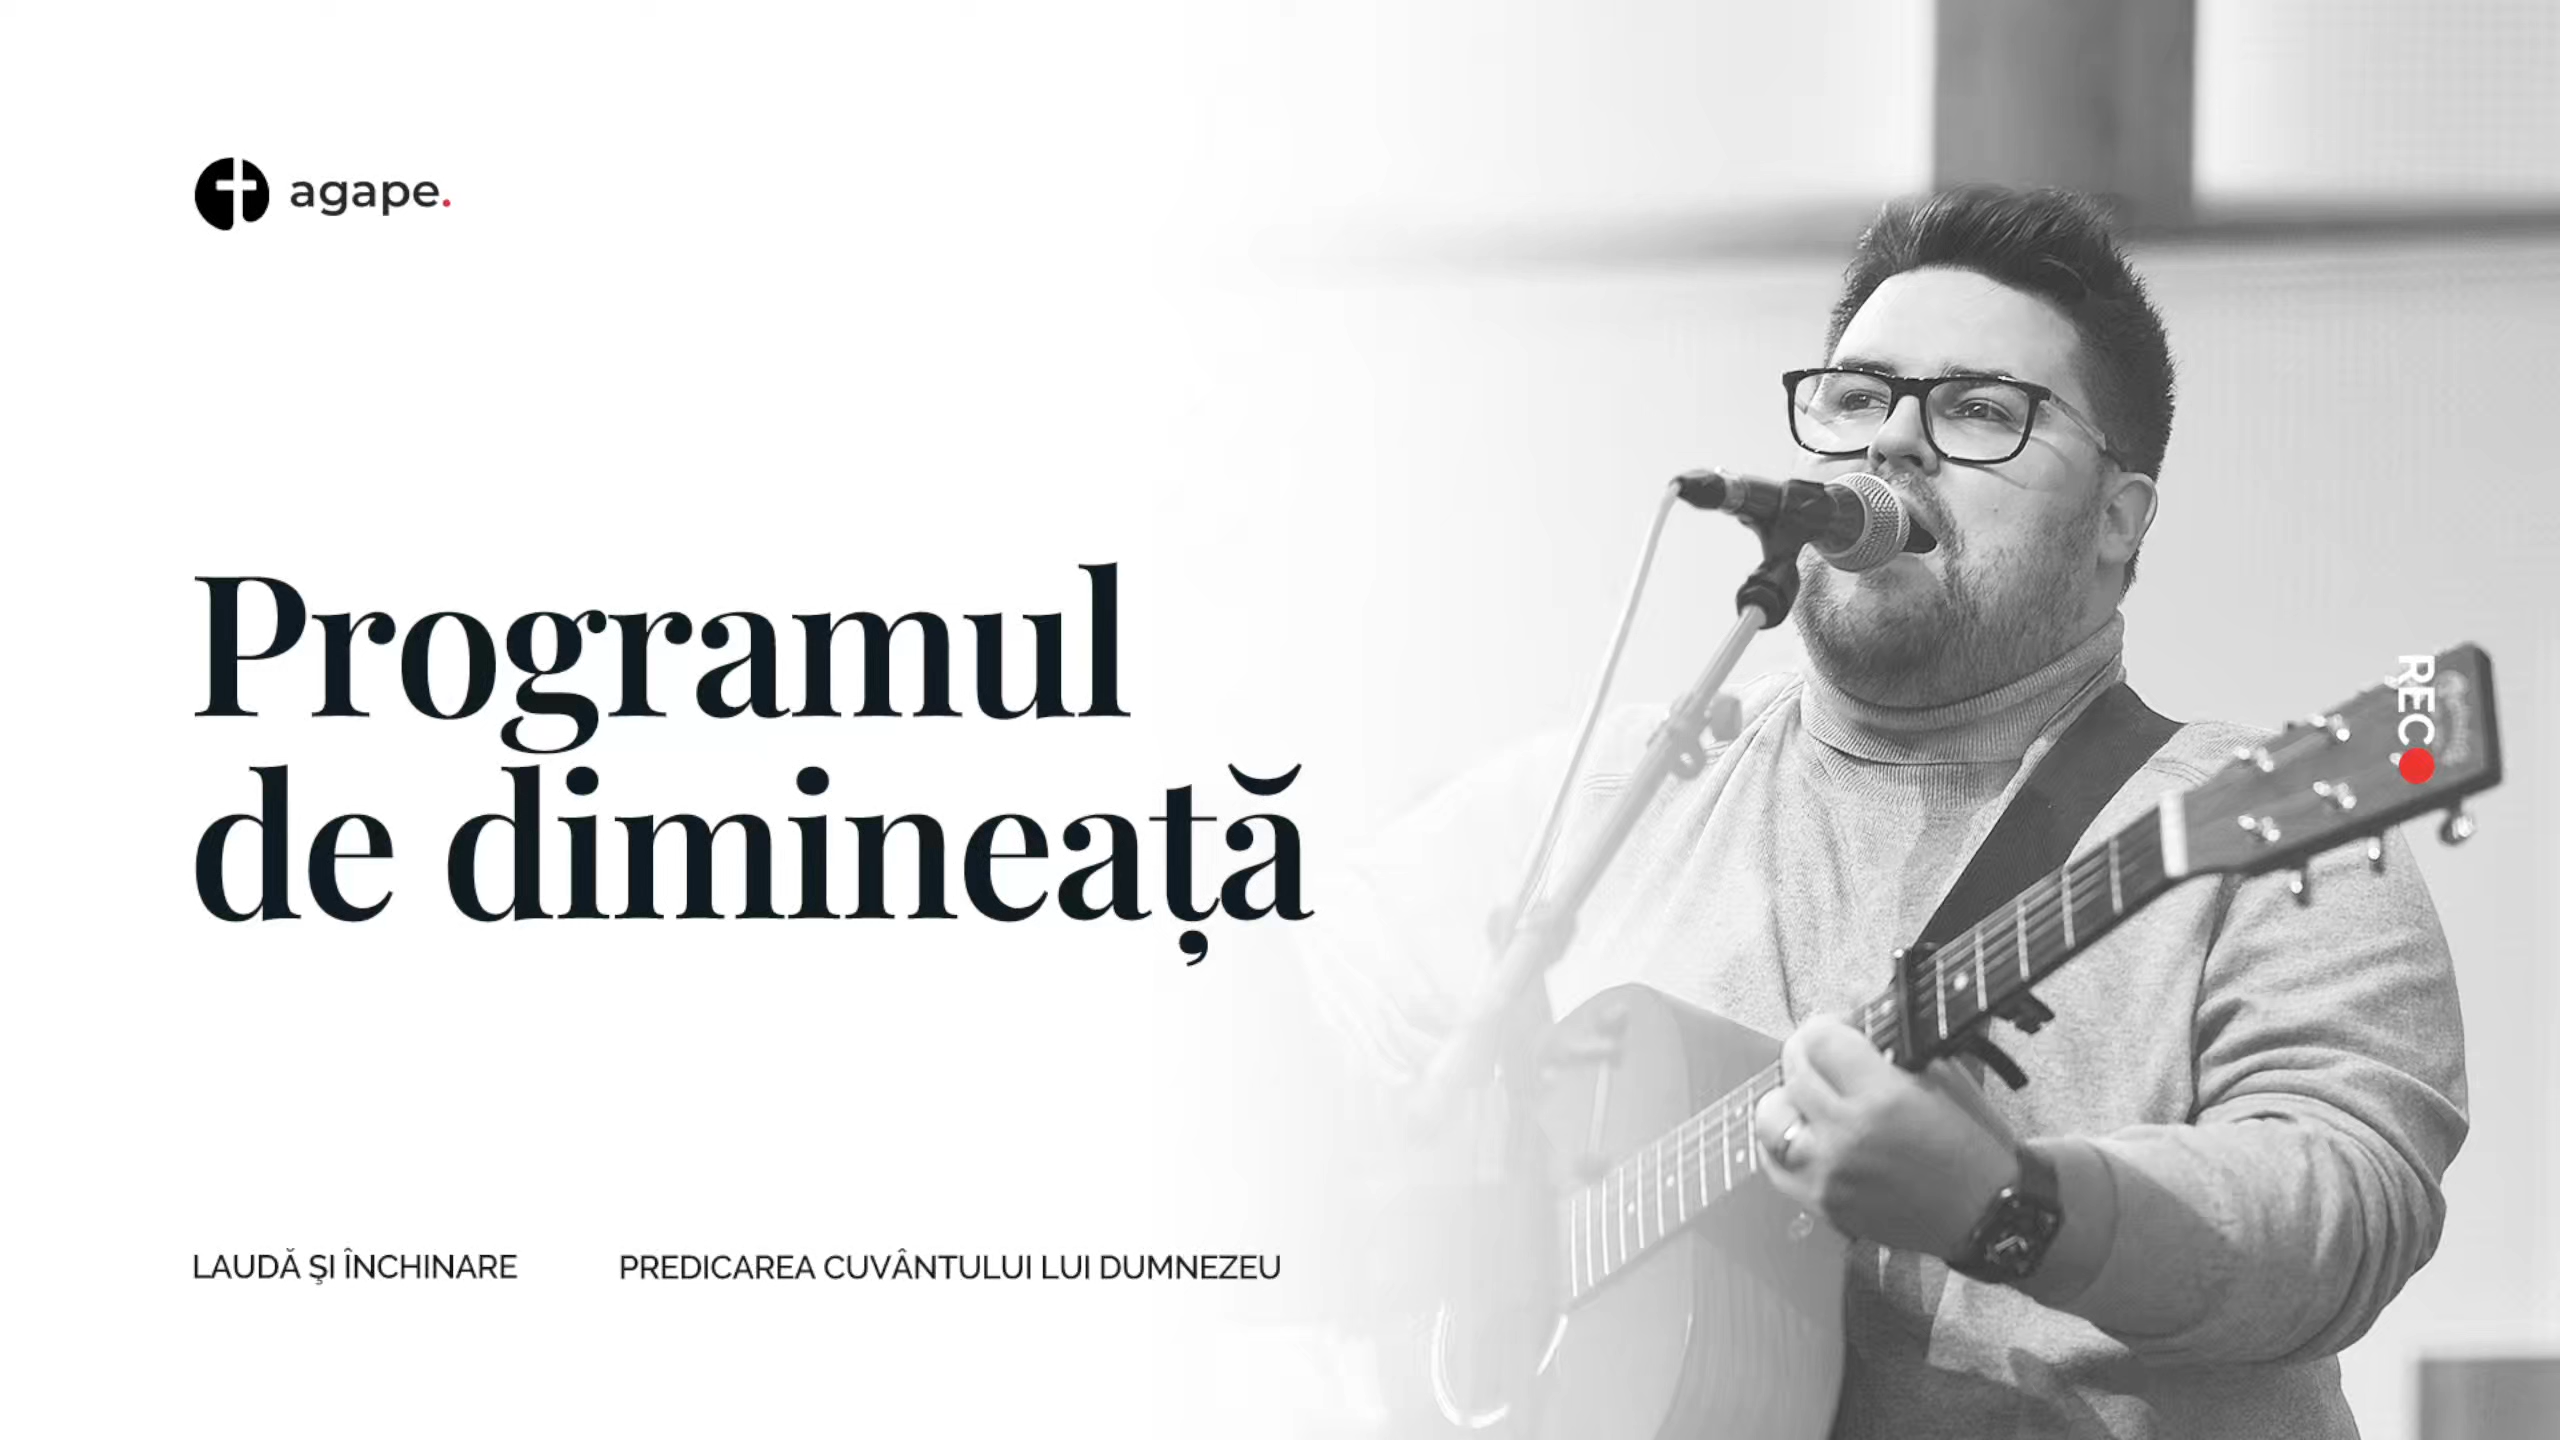 agape.
Programul
de dimineață
LAUDĂ ŞI ÎNCHINARE
PREDICAREA CUVÂNTULUI LUI DUMNEZEU
REC